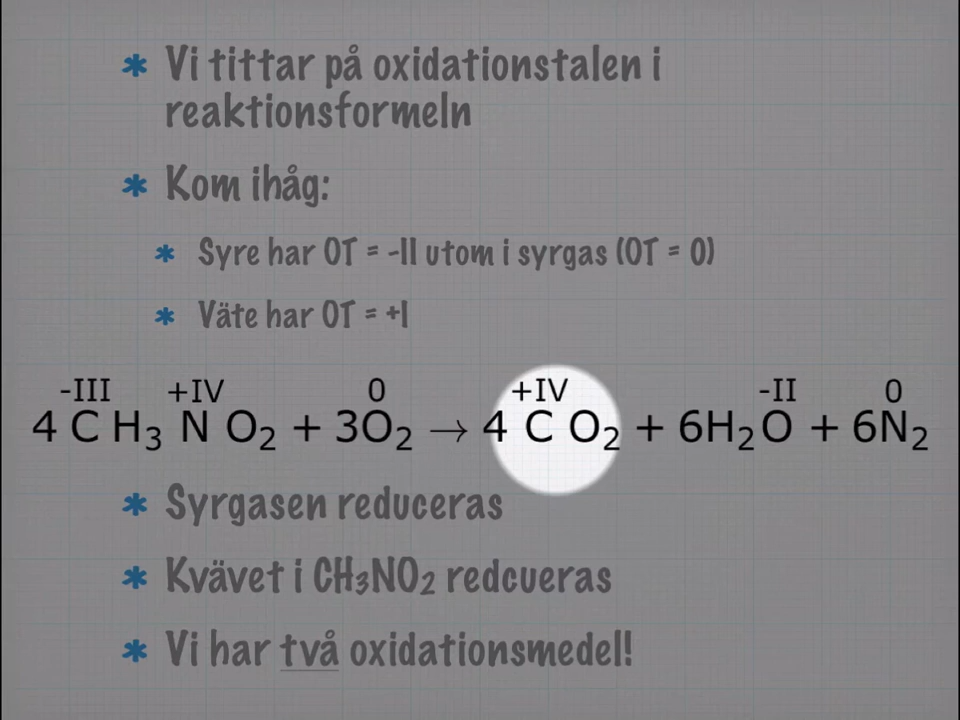 * Vi tittar på oxidationstalen i
reaktionsformeln
* Kom ihåg:
* Syre har OT = -II utom i syrgas (OT = 0)
* Väte har OT = +I
-III +IV 0 +IV -II 0
4 C H₃ N O₂ + 3O₂ → 4 C O₂ + 6H₂O + 6N₂
* Syrgasen reduceras
* Kvävet i CH₃NO₂ redcueras
* Vi har två oxidationsmedel!